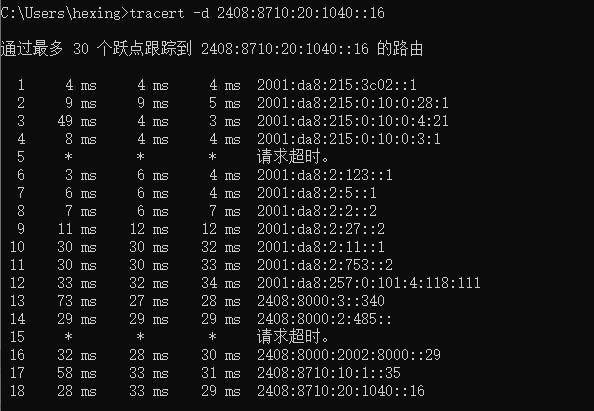 C:\Users\hexing>tracert -d 2408:8710:20:1040::16
通过最多 30 个跃点跟踪到 2408:8710:20:1040::16 的路由
1 4 ms 4 ms 4 ms 2001:da8:215:3c02::1
2 9 ms 9 ms 5 ms 2001:da8:215:0:10:0:28:1
3 49 ms 4 ms 3 ms 2001:da8:215:0:10:0:4:21
4 8 ms 4 ms 4 ms 2001:da8:215:0:10:0:3:1
5 * * * 请求超时。
6 3 ms 6 ms 4 ms 2001:da8:2:123::1
7 6 ms 6 ms 4 ms 2001:da8:2:5::1
8 7 ms 6 ms 7 ms 2001:da8:2:2::2
9 11 ms 12 ms 12 ms 2001:da8:2:27::2
10 30 ms 30 ms 32 ms 2001:da8:2:11::1
11 30 ms 30 ms 33 ms 2001:da8:2:753::2
12 33 ms 32 ms 34 ms 2001:da8:257:0:101:4:118:111
13 73 ms 27 ms 28 ms 2408:8000:3::340
14 29 ms 29 ms 29 ms 2408:8000:2:485::
15 * * * 请求超时。
16 32 ms 28 ms 30 ms 2408:8000:2002:8000::29
17 58 ms 33 ms 31 ms 2408:8710:10:1::35
18 28 ms 33 ms 29 ms 2408:8710:20:1040::16